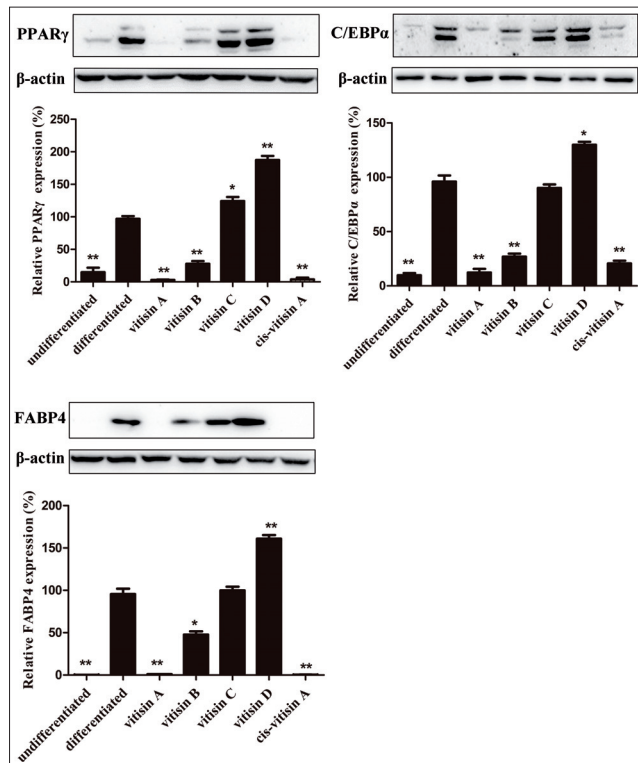 PPARγ
β-actin
Relative PPARγ expression (%)
250
200
150
100
50
0
**
**
**
*
**
**
undifferentiated
differentiated
vitisin A
vitisin B
vitisin C
vitisin D
cis-vitisin A
C/EBPα
β-actin
Relative C/EBPα expression (%)
150
100
50
0
**
**
**
*
**
undifferentiated
differentiated
vitisin A
vitisin B
vitisin C
vitisin D
cis-vitisin A
FABP4
β-actin
Relative FABP4 expression (%)
200
150
100
50
0
**
**
*
**
**
undifferentiated
differentiated
vitisin A
vitisin B
vitisin C
vitisin D
cis-vitisin A